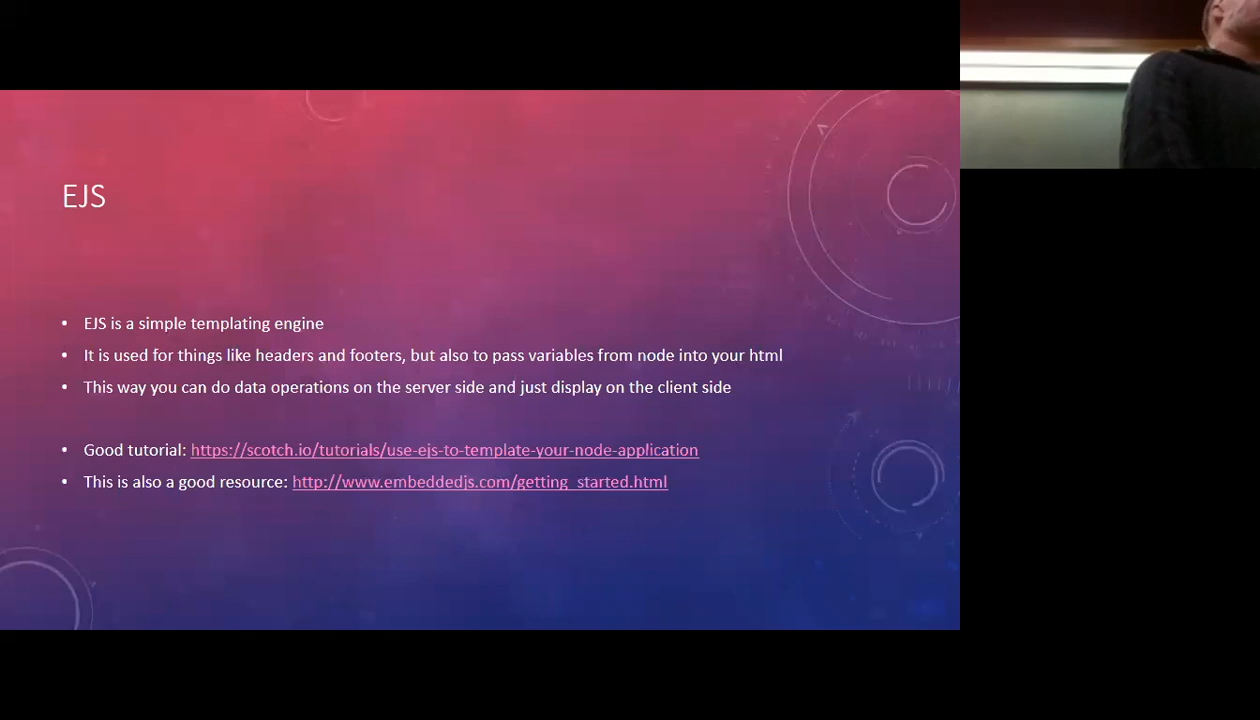 EJS
• EJS is a simple templating engine
• It is used for things like headers and footers, but also to pass variables from node into your html
• This way you can do data operations on the server side and just display on the client side
• Good tutorial: https://scotch.io/tutorials/use-ejs-to-template-your-node-application
• This is also a good resource: http://www.embeddedjs.com/getting_started.html